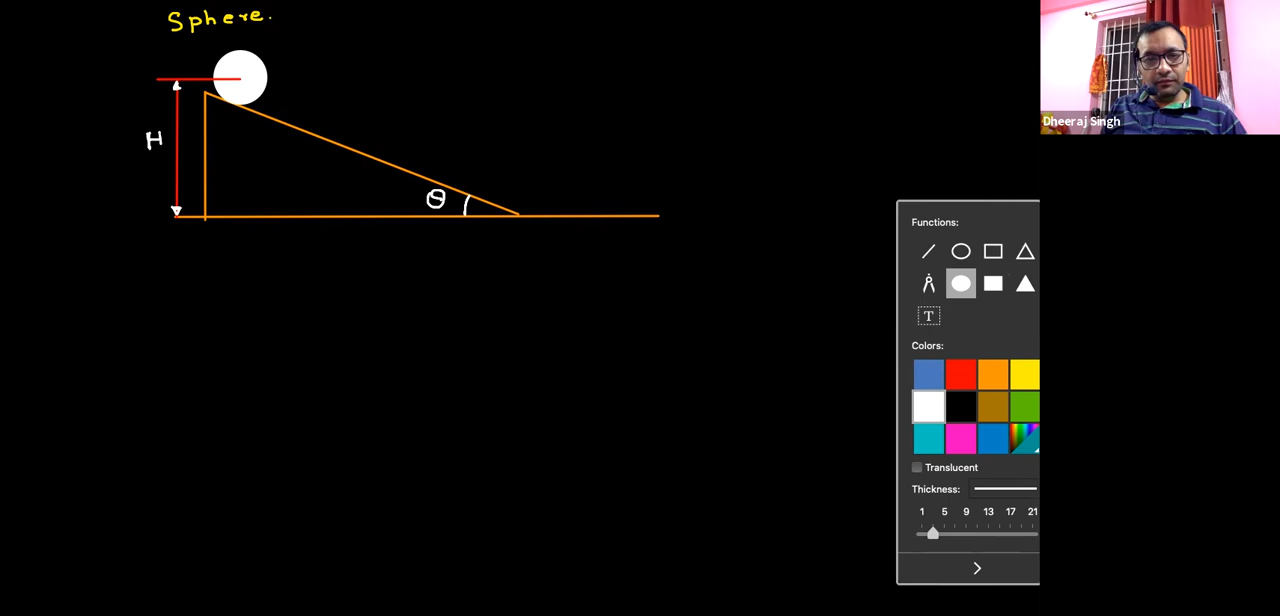 Sphere.
H
θ
Dheeraj Singh
Functions:
T
Colors:
Translucent
Thickness:
1 5 9 13 17 21